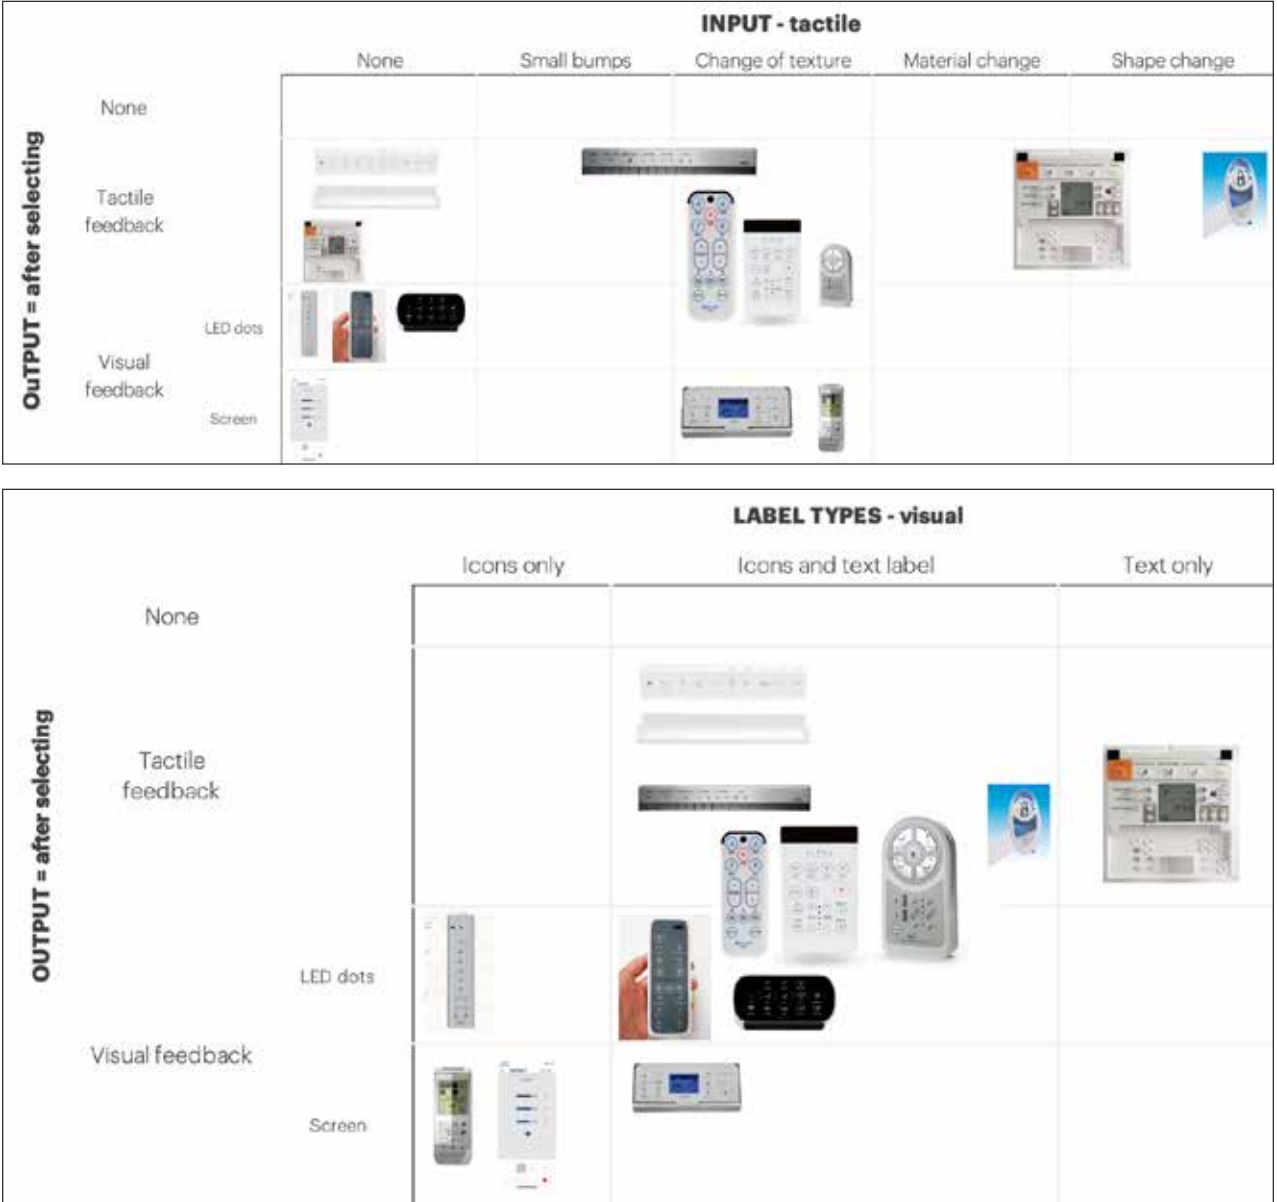 INPUT - tactile
None Small bumps Change of texture Material change Shape change
OuTPUT = after selecting
None
Tactile
feedback
LED dots
Visual
feedback
Screen
LABEL TYPES - visual
Icons only Icons and text label Text only
OUTPUT = after selecting
None
Tactile
feedback
LED dots
Visual feedback
Screen